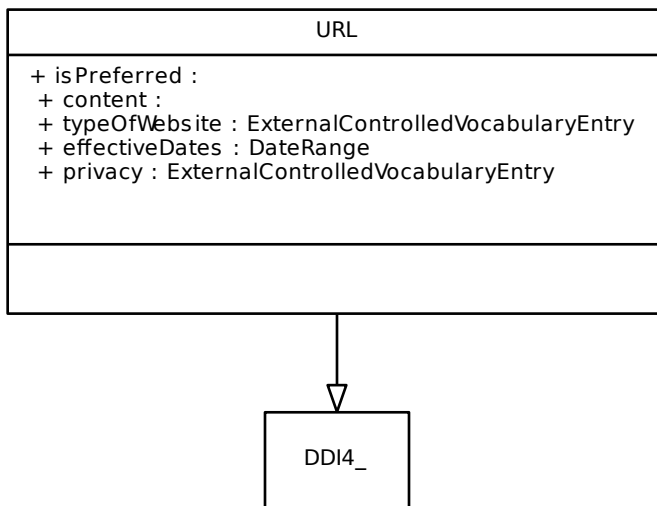 URL
+ isPreferred :
+ content :
+ typeOfWebsite : ExternalControlledVocabularyEntry
+ effectiveDates : DateRange
+ privacy : ExternalControlledVocabularyEntry
DDI4_